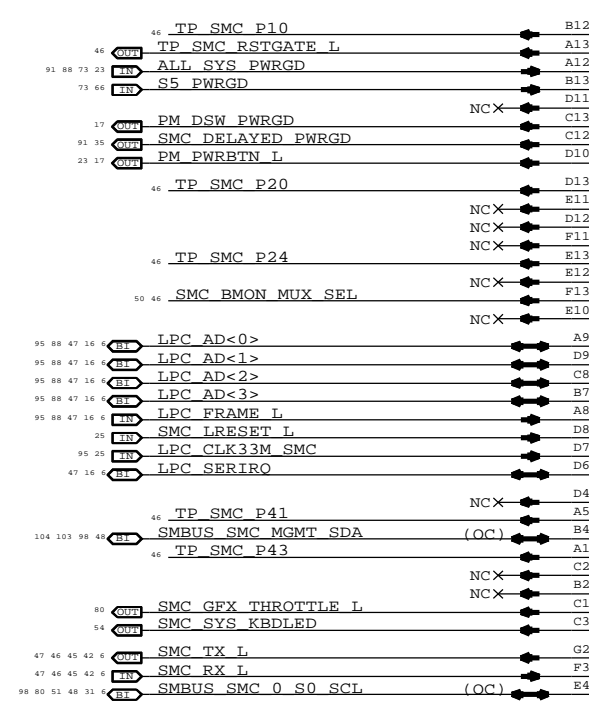 46 TP_SMC_P10 B12
46 OUT TP_SMC_RSTGATE_L A13
91 88 73 23 IN ALL_SYS_PWRGD A12
73 66 IN S5_PWRGD B13
NC D11
17 OUT PM_DSW_PWRGD C13
91 35 OUT SMC_DELAYED_PWRGD C12
23 17 OUT PM_PWRBTN_L D10
46 TP_SMC_P20 D13
NC E11
NC D12
NC F11
46 TP_SMC_P24 E13
NC E12
50 46 SMC_BMON_MUX_SEL F13
NC E10
95 88 47 16 6 BI LPC_AD<0> A9
95 88 47 16 6 BI LPC_AD<1> D9
95 88 47 16 6 BI LPC_AD<2> C8
95 88 47 16 6 BI LPC_AD<3> B7
95 88 47 16 6 IN LPC_FRAME_L A8
25 IN SMC_LRESET_L D8
95 25 IN LPC_CLK33M_SMC D7
47 16 6 BI LPC_SERIRQ D6
NC D4
46 TP_SMC_P41 A5
104 103 98 48 BI SMBUS_SMC_MGMT_SDA (OC) B4
46 TP_SMC_P43 A1
NC C2
NC B2
80 OUT SMC_GFX_THROTTLE_L C1
54 OUT SMC_SYS_KBDLED C3
47 46 45 42 6 OUT SMC_TX_L G2
47 46 45 42 6 IN SMC_RX_L F3
98 80 51 48 31 6 BI SMBUS_SMC_0_S0_SCL (OC) E4